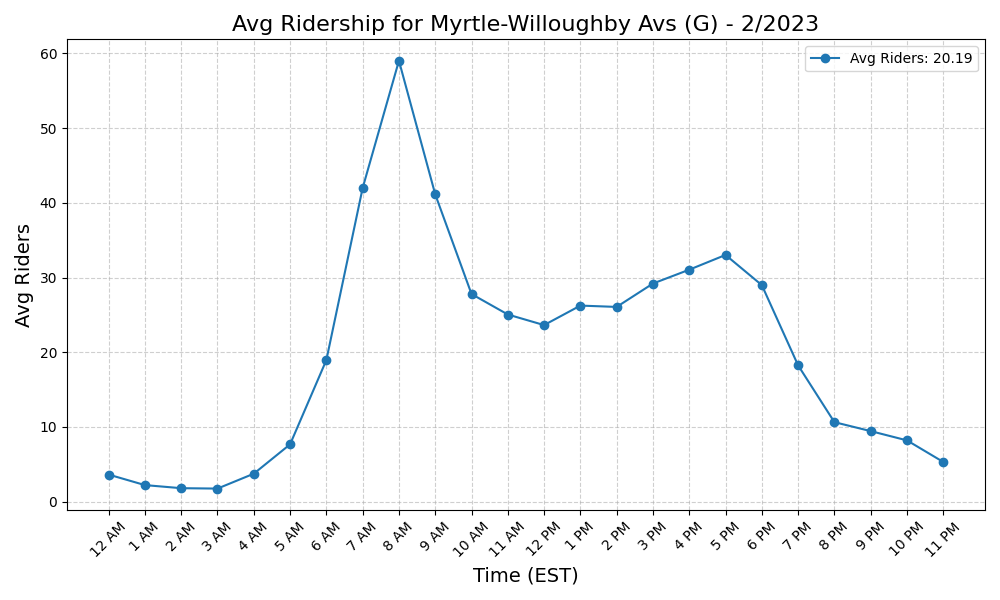 Avg Ridership for Myrtle-Willoughby Avs (G) - 2/2023
Avg Riders: 20.19
Avg Riders
60
50
40
30
20
10
0
12 AM
1 AM
2 AM
3 AM
4 AM
5 AM
6 AM
7 AM
8 AM
9 AM
10 AM
11 AM
12 PM
1 PM
2 PM
3 PM
4 PM
5 PM
6 PM
7 PM
8 PM
9 PM
10 PM
11 PM
Time (EST)